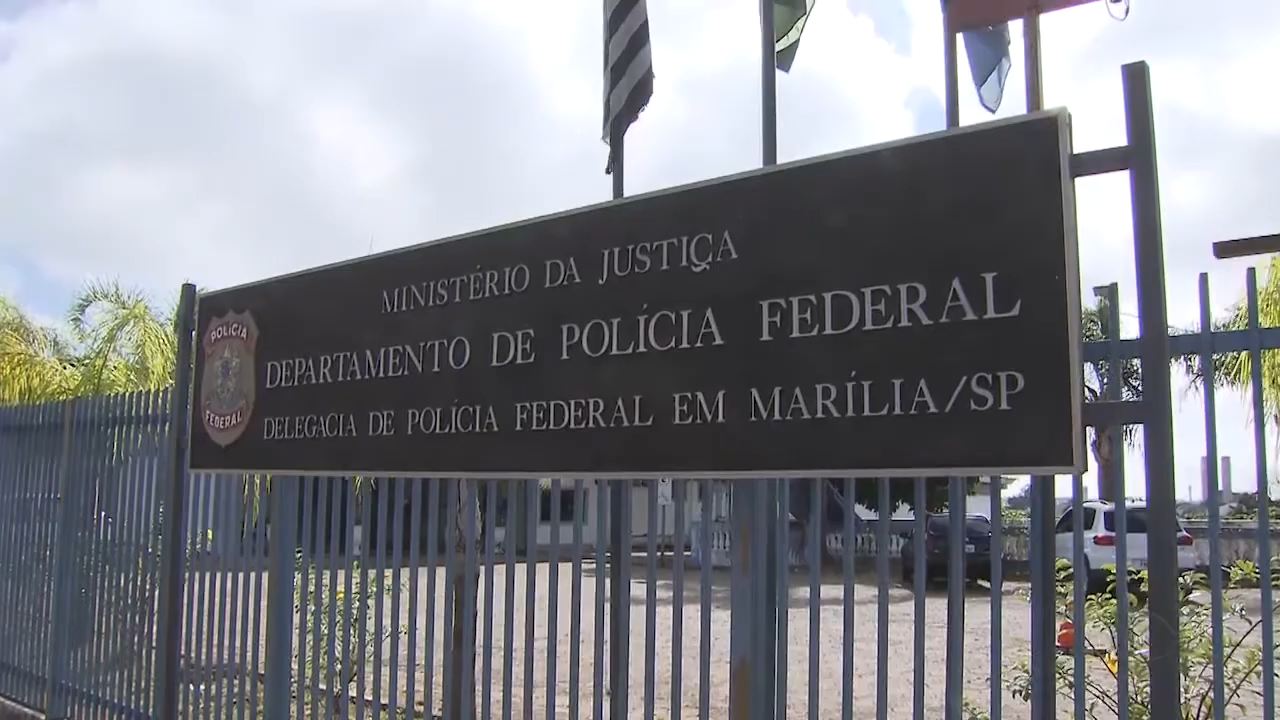 MINISTÉRIO DA JUSTIÇA
DEPARTAMENTO DE POLÍCIA FEDERAL
DELEGACIA DE POLÍCIA FEDERAL EM MARÍLIA/SP
POLÍCIA
FEDERAL